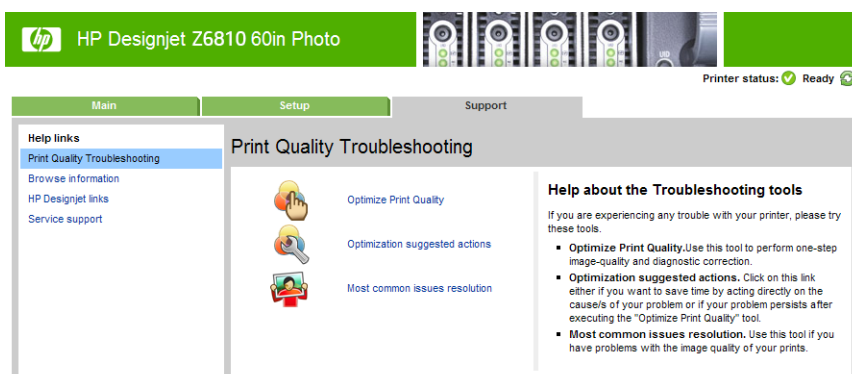 hp HP Designjet Z6810 60in Photo
UID
Printer status: Ready
Main Setup Support
Help links
Print Quality Troubleshooting
Browse information
HP Designjet links
Service support
Print Quality Troubleshooting
Optimize Print Quality
Optimization suggested actions
Most common issues resolution
Help about the Troubleshooting tools
If you are experiencing any trouble with your printer, please try
these tools.
Optimize Print Quality.Use this tool to perform one-step
image-quality and diagnostic correction.
Optimization suggested actions. Click on this link
either if you want to save time by acting directly on the
cause/s of your problem or if your problem persists after
executing the "Optimize Print Quality" tool.
Most common issues resolution. Use this tool if you
have problems with the image quality of your prints.